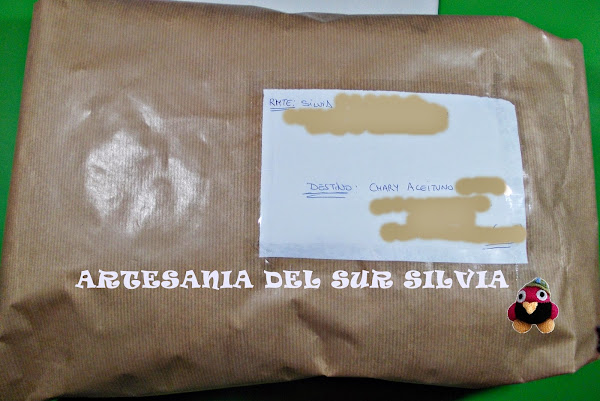 RMTE: SILVIA
DESTINO: CHARY ACEITUNO
ARTESANIA DEL SUR SILVIA